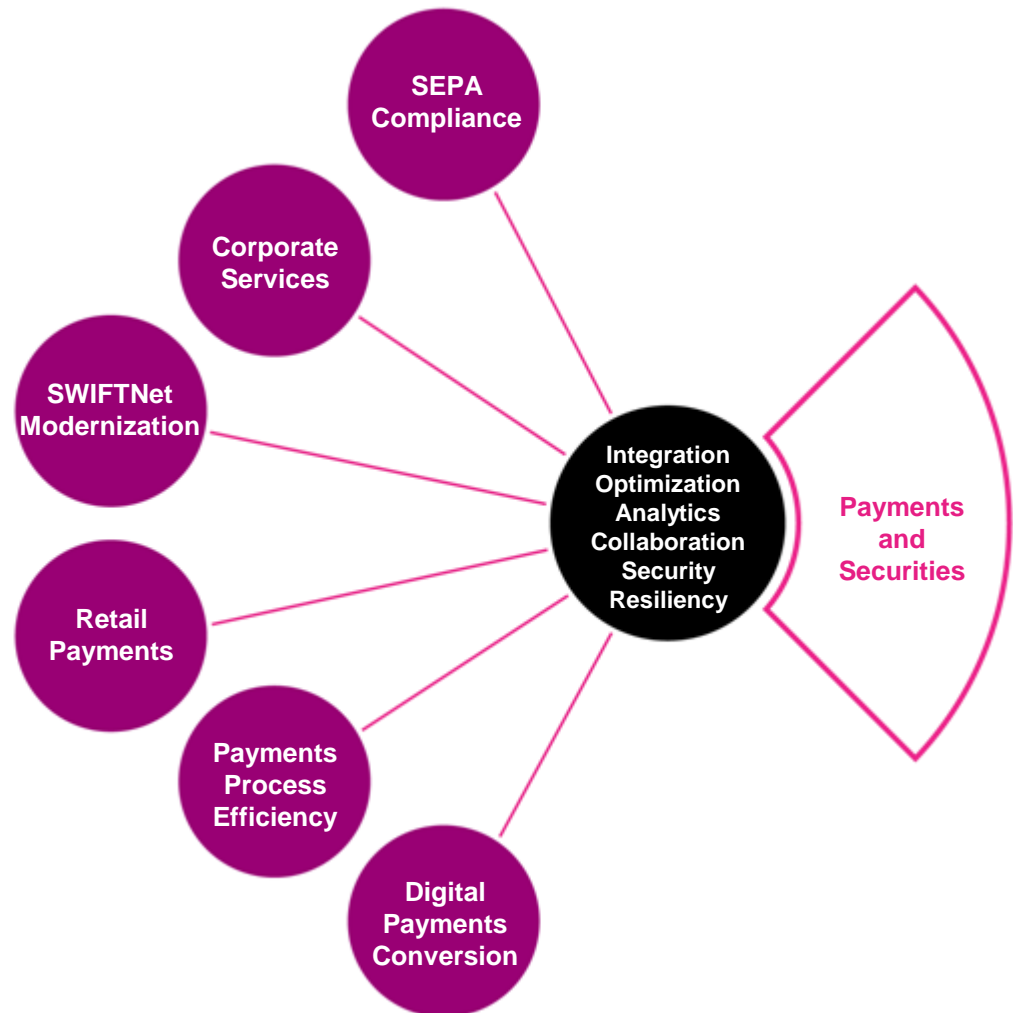 SEPA
Compliance
Corporate
Services
SWIFTNet
Modernization
Retail
Payments
Payments
Process
Efficiency
Digital
Payments
Conversion
Integration
Optimization
Analytics
Collaboration
Security
Resiliency
Payments
and
Securities